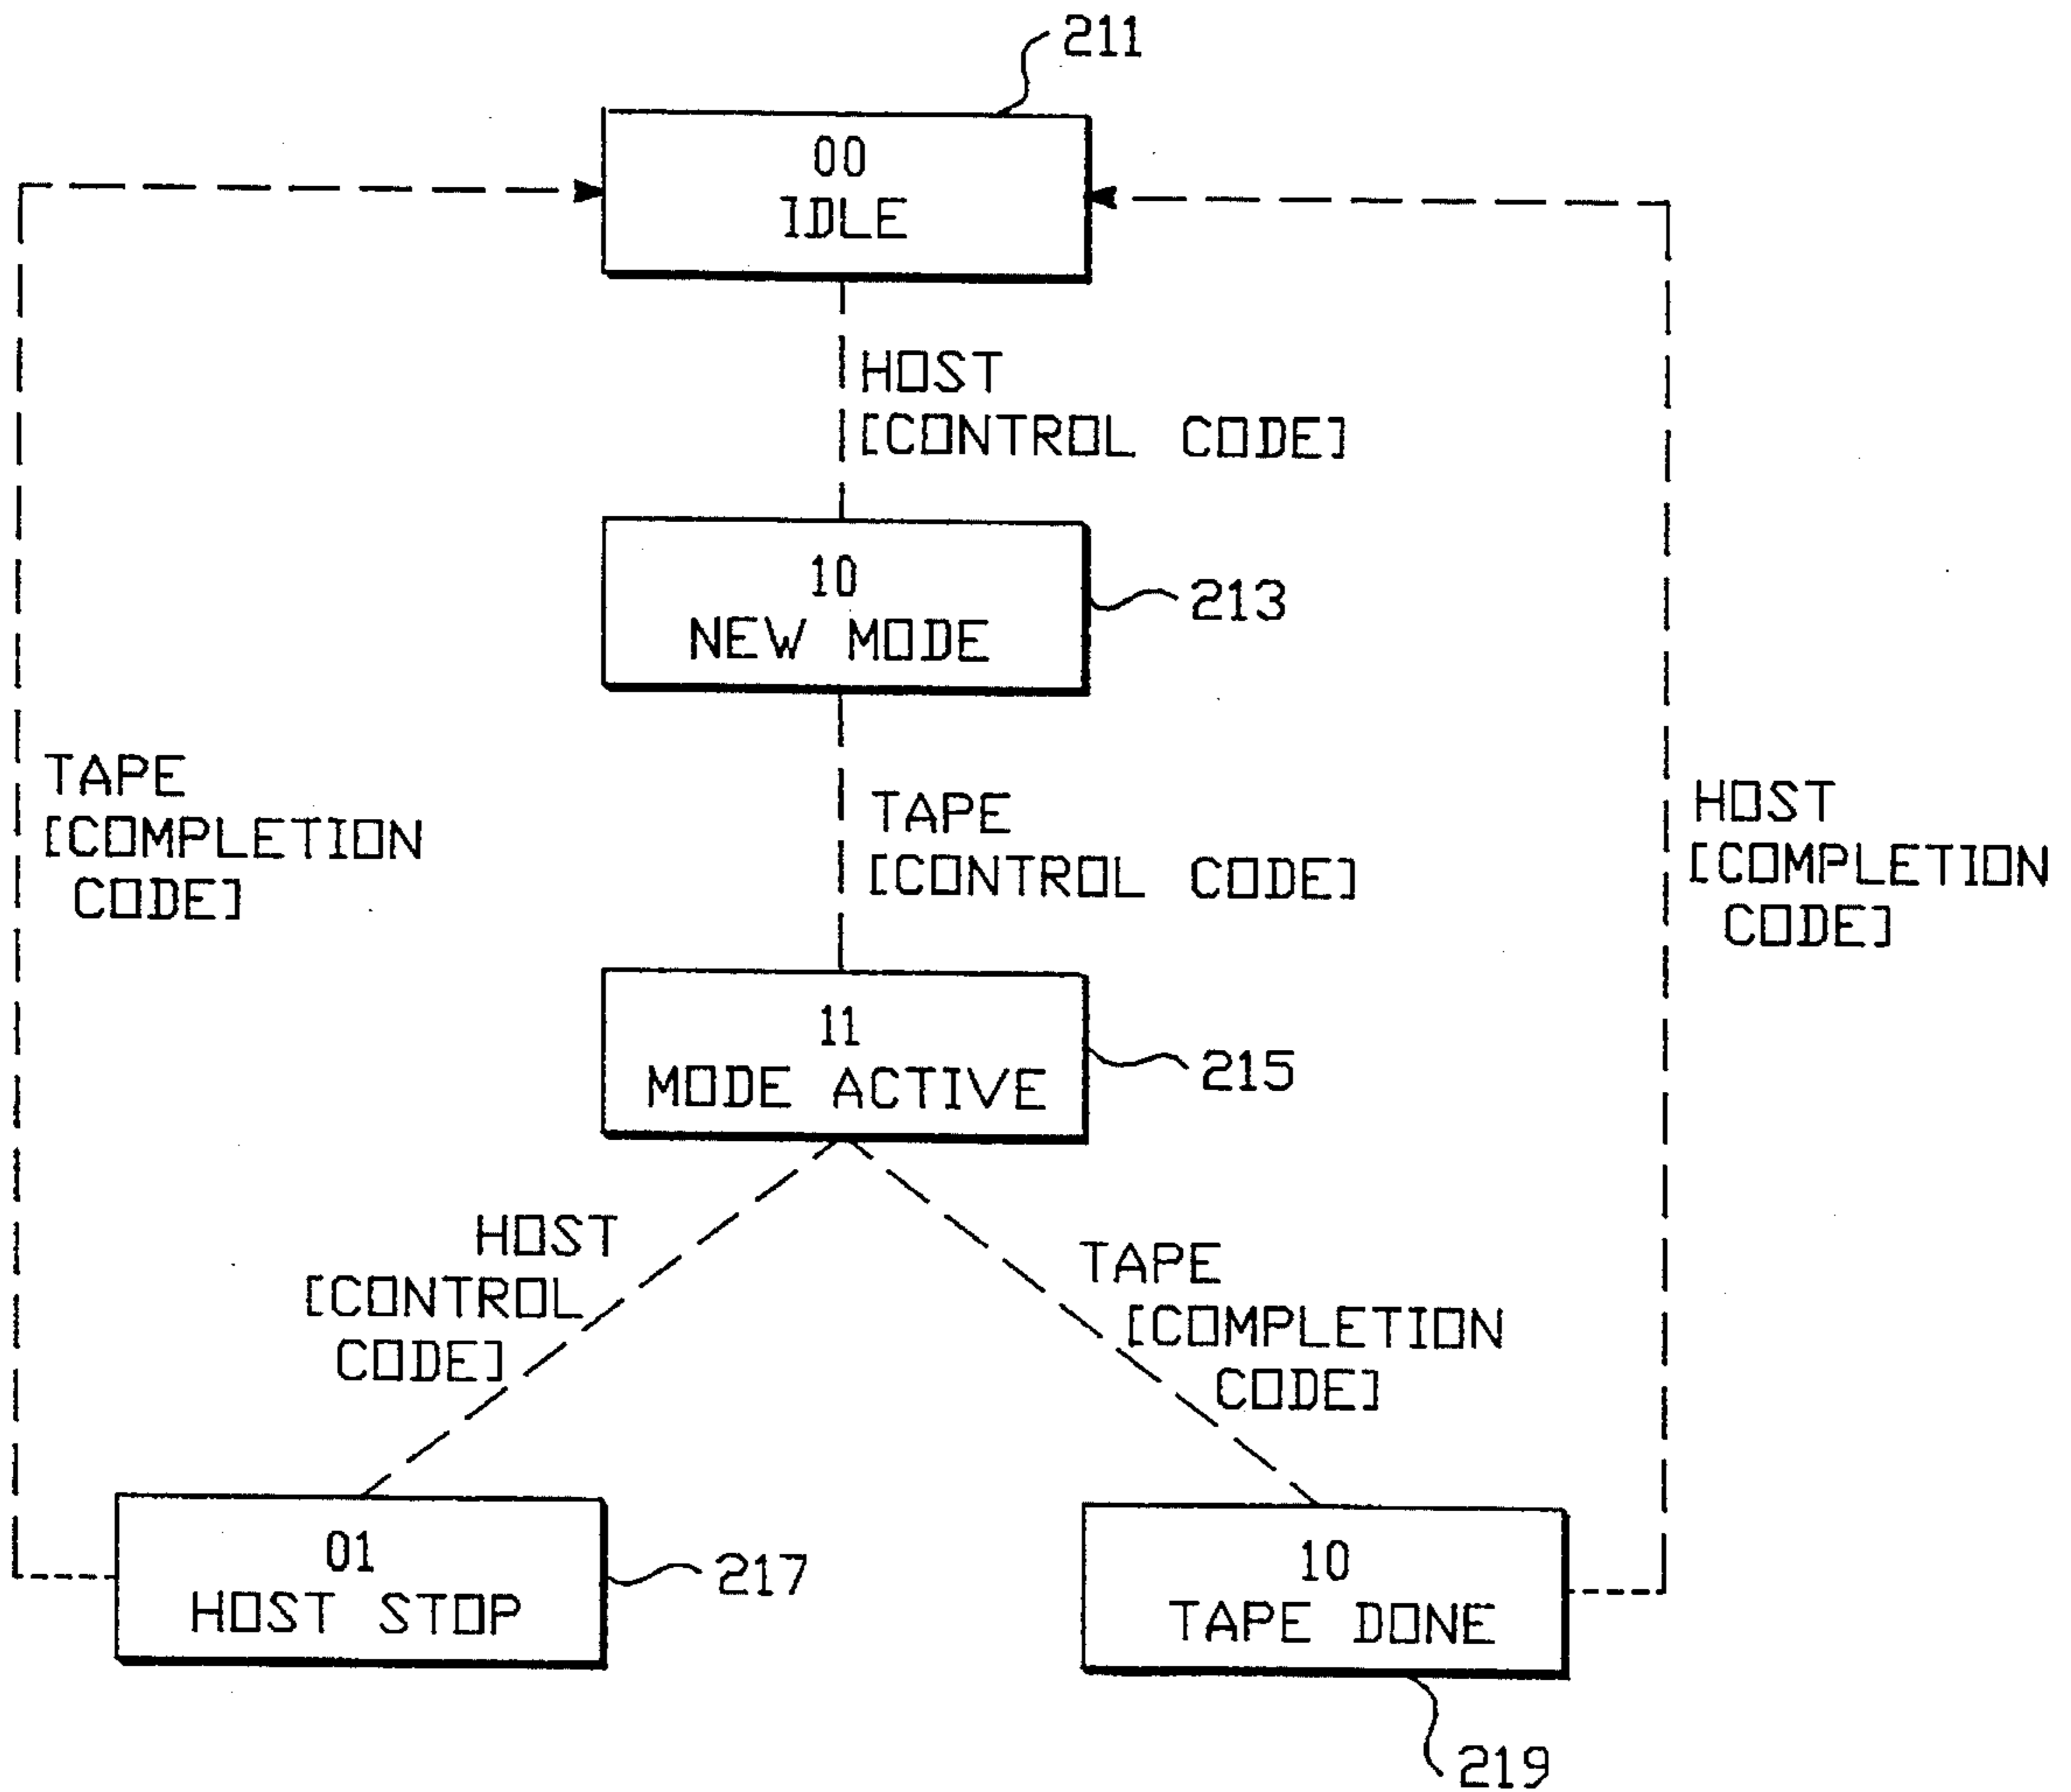 211
00
IDLE
HOST
[CONTROL CODE]
10
NEW MODE
213
TAPE
[COMPLETION
CODE]
TAPE
[CONTROL CODE]
HOST
[COMPLETION
CODE]
11
MODE ACTIVE
215
HOST
[CONTROL
CODE]
TAPE
[COMPLETION
CODE]
01
HOST STOP
217
10
TAPE DONE
219